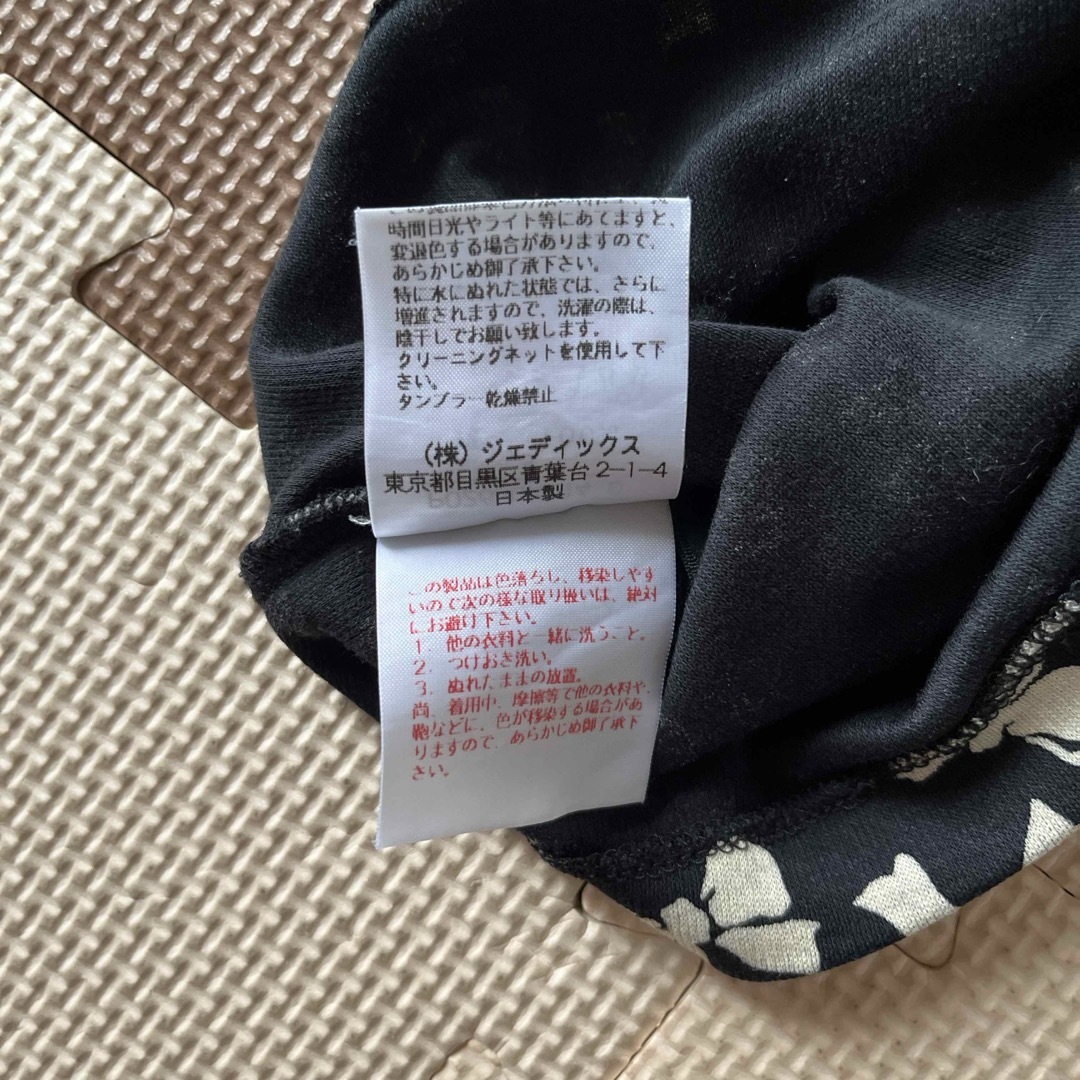 時間日光やライト等にあてますと、
変退色する場合がありますので、
あらかじめ御了承下さい。
特に水にぬれた状態では、さらに
増進されますので、洗濯の際は、
陰干しでお願い致します。
クリーニングネットを使用して下
さい。
タンブラー乾燥禁止
(株) ジェディックス
東京都目黒区青葉台2-1-4
日本製
この製品は色落ちし、移染しやす
いので次の様な取り扱いは、絶対
にお避け下さい。
1. 他の衣料と一緒に洗うこと。
2. つけおき洗い。
3. ぬれたままの放置。
尚、着用中、摩擦等で他の衣料や、
鞄などに、色が移染する場合があ
りますので、あらかじめ御了承下
さい。